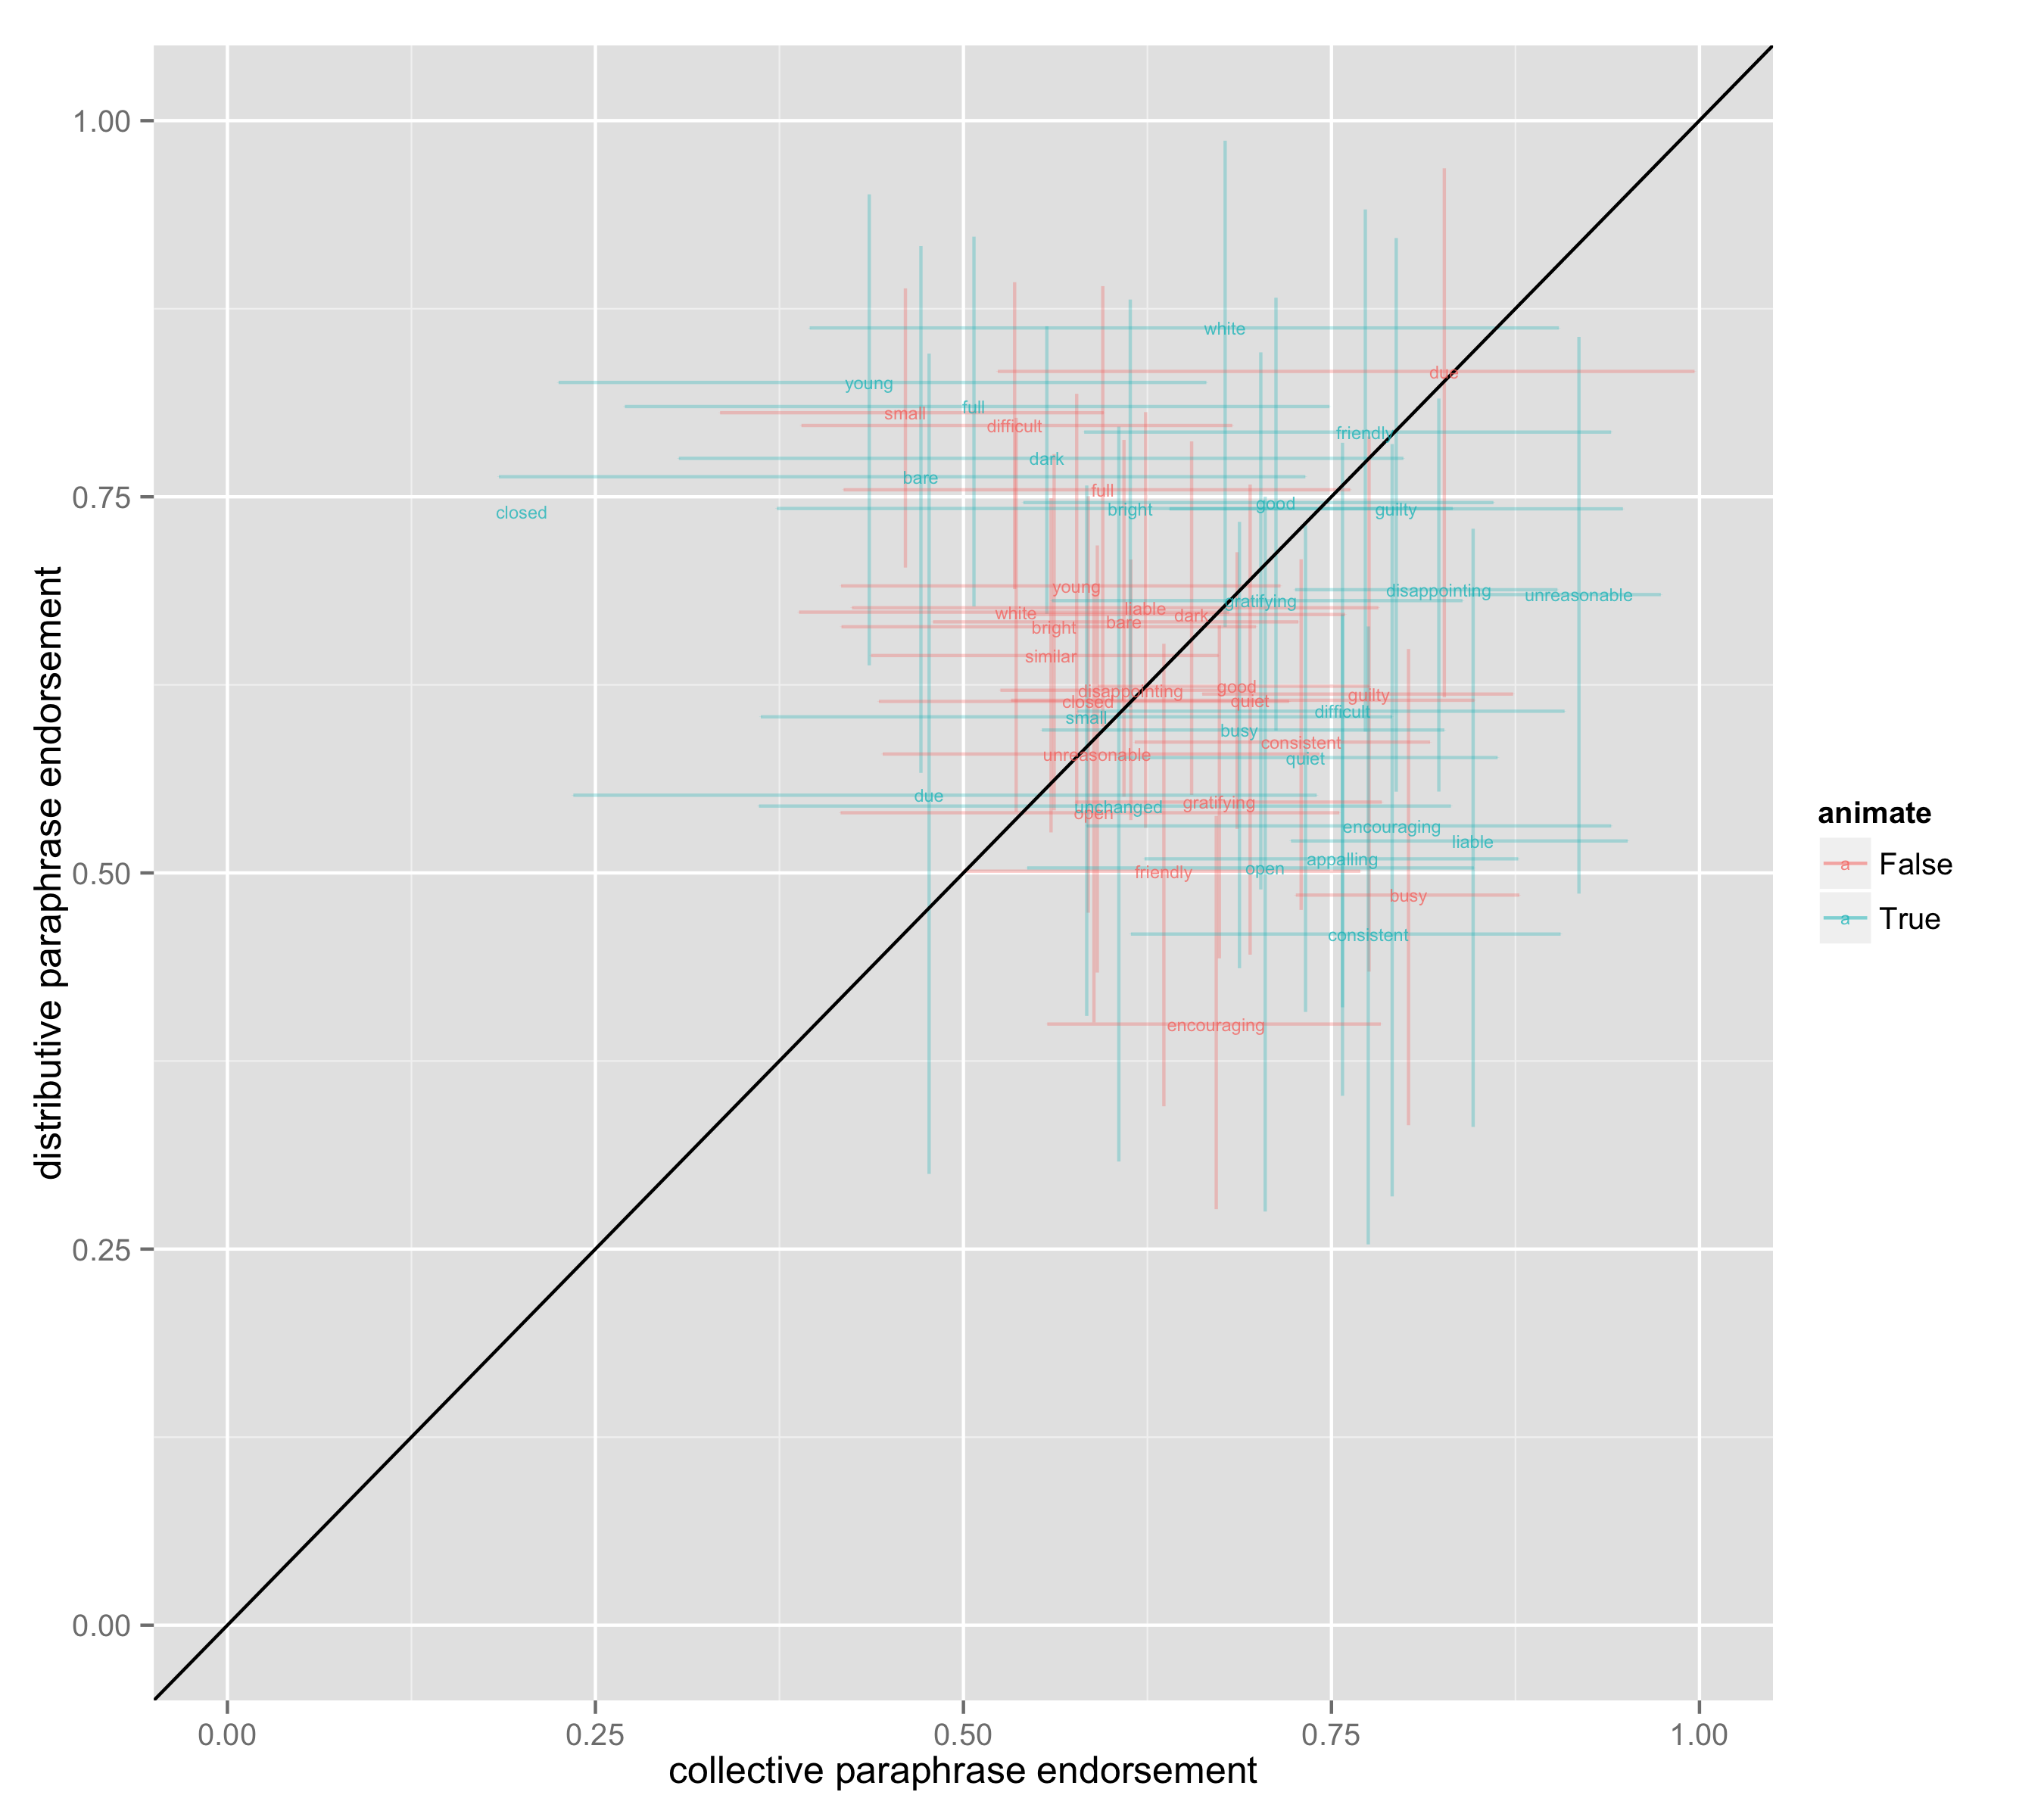 1.00
white
due
young
full
small
difficult
friendly
dark
bare
0.75
full
good
bright
guilty
closed
young
disappointing
unreasonable
gratifying
liable
white
dark
bare
bright
similar
good
disappointing
guilty
closed
quiet
difficult
small
busy
consistent
unreasonable
quiet
due
gratifying
unchanged
open
encouraging
liable
appalling
0.50
friendly
open
busy
consistent
encouraging
0.25
0.00
0.00 0.25 0.50 0.75 1.00
collective paraphrase endorsement
distributive paraphrase endorsement
animate
a False
a True